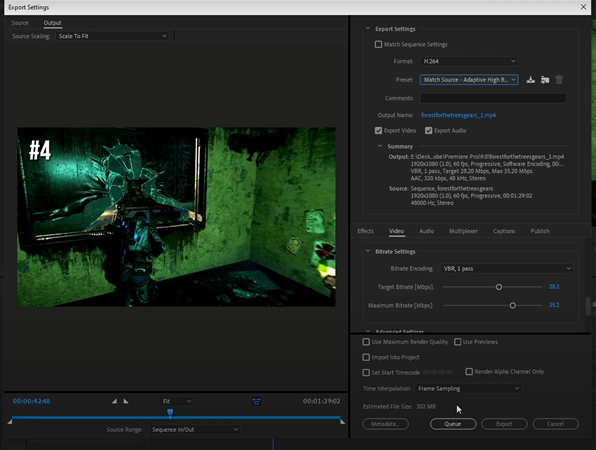 Export Settings
Source Output
Source Scaling: Scale To Fit
#4
00:00:42:48 Fit 00:01:29:02
Source Range: Sequence In/Out
Export Settings
Match Sequence Settings
Format: H.264
Preset: Match Source - Adaptive High B...
Comments:
Output Name: forestforthetreesgears_1.mp4
Export Video Export Audio
Summary
Output: E:\Desk...obe\Premiere Pro\9.0\forestforthetreesgears_1.mp4
1920x1080 (1.0), 60 fps, Progressive, Software Encoding, 00:...
VBR, 1 pass, Target 28.20 Mbps, Max 35.20 Mbps
AAC, 320 kbps, 48 kHz, Stereo
Source: Sequence, forestforthetreesgears
1920x1080 (1.0), 60 fps, Progressive, 00:01:29:02
48000 Hz, Stereo
Effects Video Audio Multiplexer Captions Publish
Bitrate Settings
Bitrate Encoding: VBR, 1 pass
Target Bitrate [Mbps]: 28.2
Maximum Bitrate [Mbps]: 35.2
Advanced Settings
Use Maximum Render Quality Use Previews
Import Into Project
Set Start Timecode 00:00:00:00 Render Alpha Channel Only
Time Interpolation: Frame Sampling
Estimated File Size: 302 MB
Metadata... Queue Export Cancel